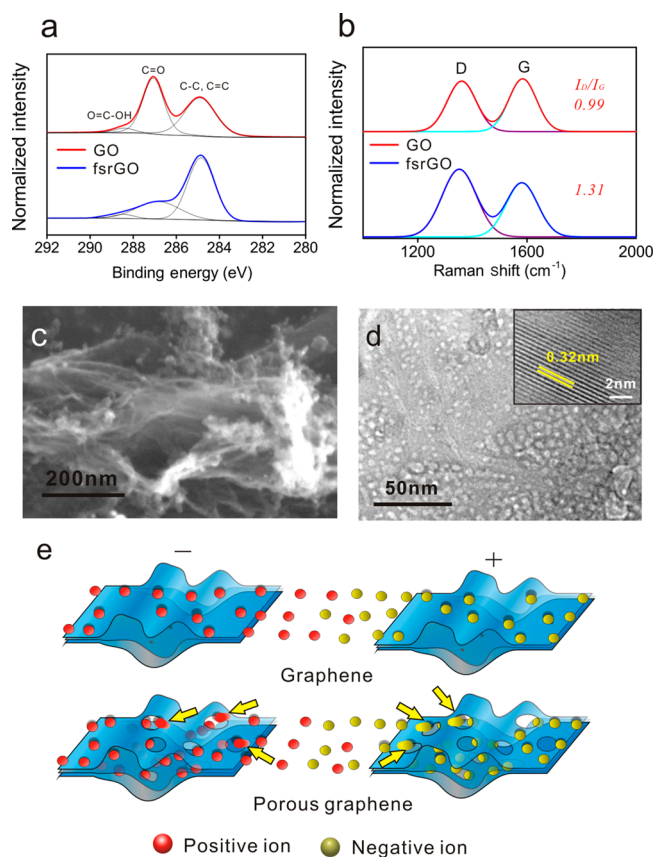 a
Normalized intensity
C=O
C-C, C=C
O=C-OH
GO
fsrGO
292 290 288 286 284 282 280
Binding energy (eV)
b
Normalized intensity
D G
I_D/I_G
0.99
GO
fsrGO
1.31
1200 1600 2000
Raman shift (cm⁻¹)
c
200nm
d
0.32nm
2nm
50nm
e
− +
Graphene
Porous graphene
Positive ion Negative ion